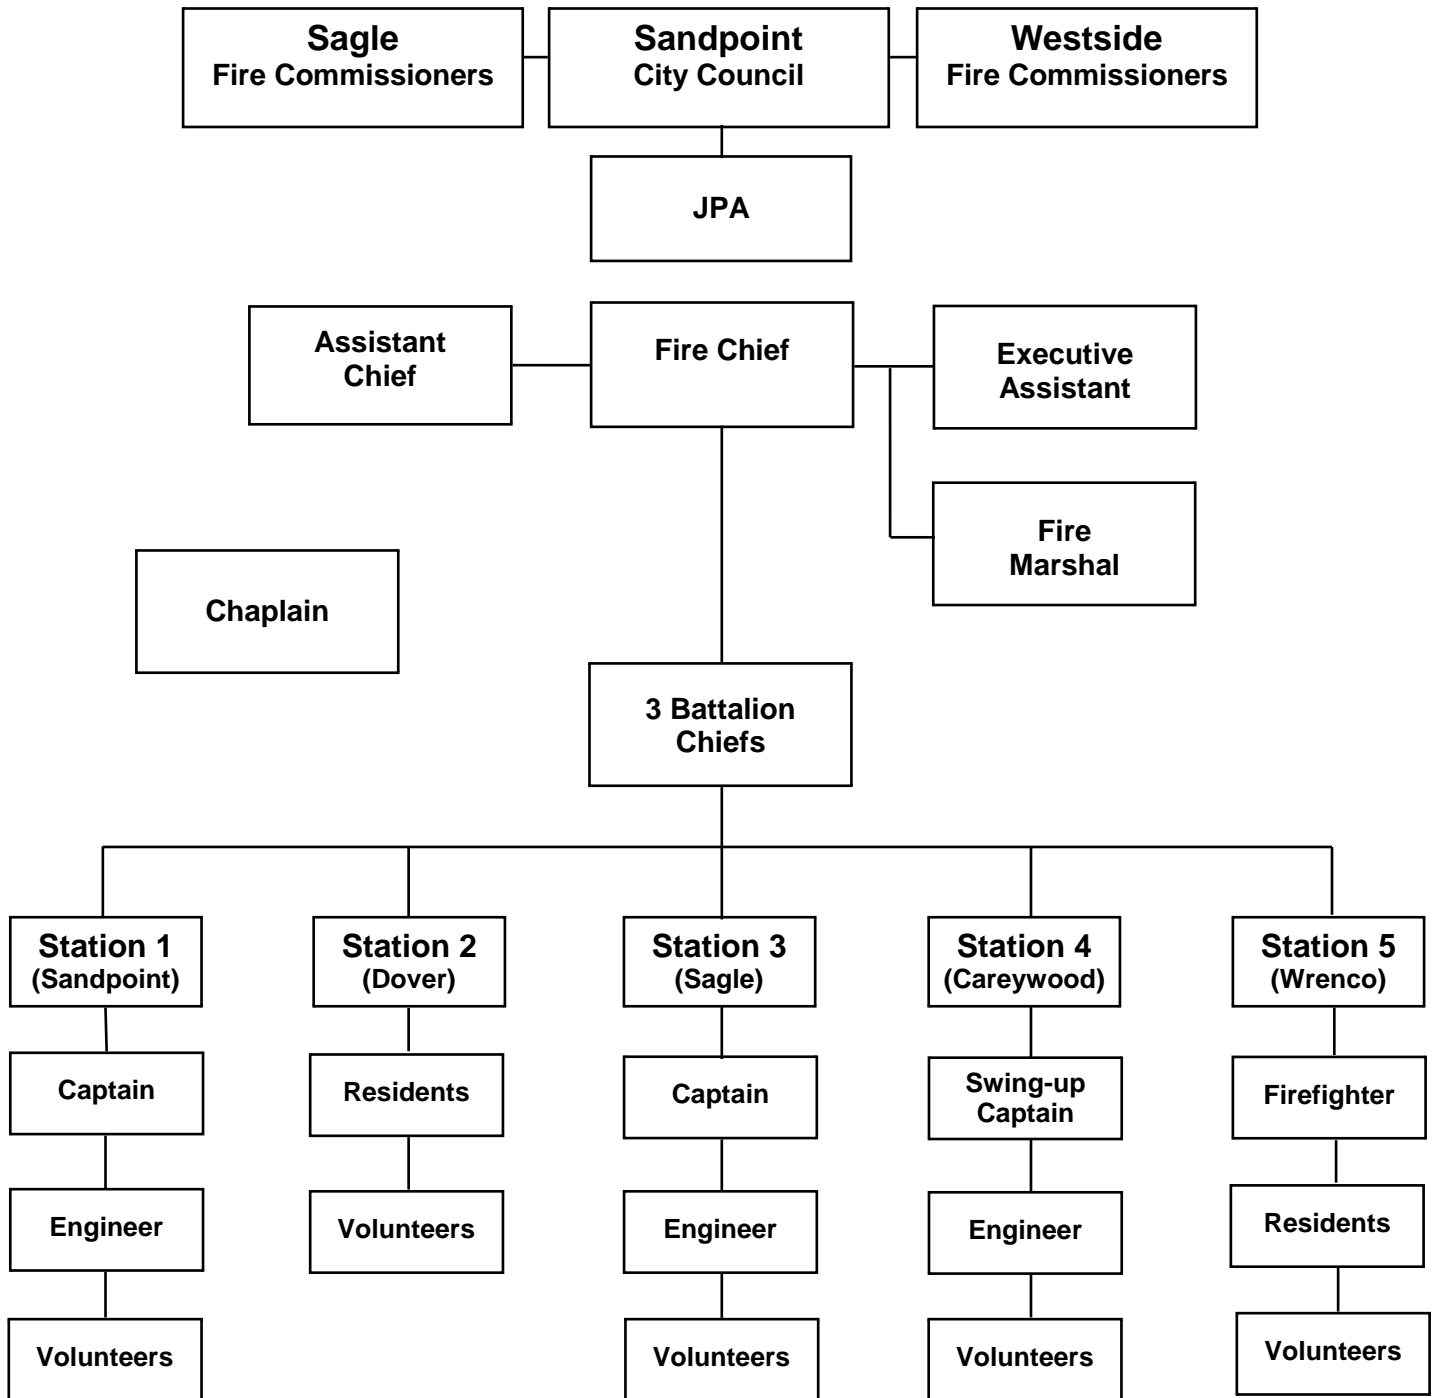 Sagle
Fire Commissioners
Sandpoint
City Council
Westside
Fire Commissioners
JPA
Assistant
Chief
Fire Chief
Executive
Assistant
Fire
Marshal
Chaplain
3 Battalion
Chiefs
Station 1
(Sandpoint)
Station 2
(Dover)
Station 3
(Sagle)
Station 4
(Careywood)
Station 5
(Wrenco)
Captain
Residents
Captain
Swing-up
Captain
Firefighter
Engineer
Volunteers
Engineer
Engineer
Residents
Volunteers
Volunteers
Volunteers
Volunteers